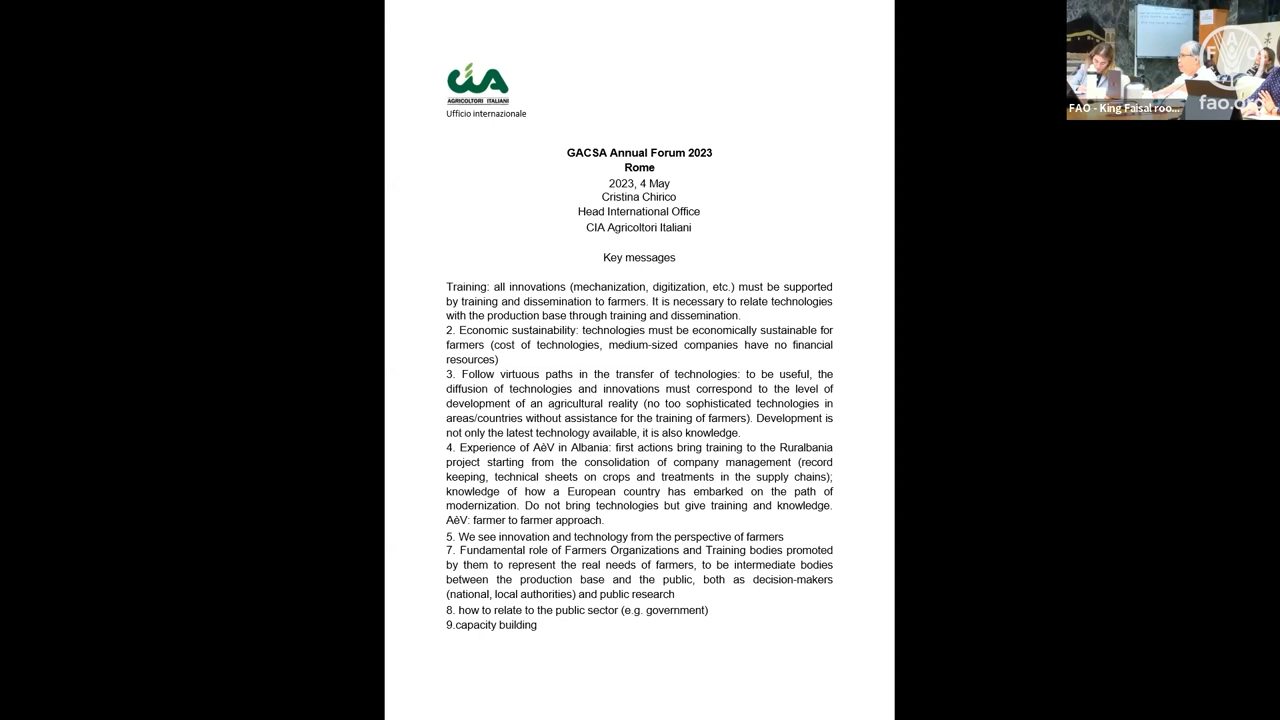 CiA
AGRICOLTORI ITALIANI
Ufficio internazionale
GACSA Annual Forum 2023
Rome
2023, 4 May
Cristina Chirico
Head International Office
CIA Agricoltori Italiani
Key messages
Training: all innovations (mechanization, digitization, etc.) must be supported
by training and dissemination to farmers. It is necessary to relate technologies
with the production base through training and dissemination.
2. Economic sustainability: technologies must be economically sustainable for
farmers (cost of technologies, medium-sized companies have no financial
resources)
3. Follow virtuous paths in the transfer of technologies: to be useful, the
diffusion of technologies and innovations must correspond to the level of
development of an agricultural reality (no too sophisticated technologies in
areas/countries without assistance for the training of farmers). Development is
not only the latest technology available, it is also knowledge.
4. Experience of AèV in Albania: first actions bring training to the Ruralbania
project starting from the consolidation of company management (record
keeping, technical sheets on crops and treatments in the supply chains);
knowledge of how a European country has embarked on the path of
modernization. Do not bring technologies but give training and knowledge.
AèV: farmer to farmer approach.
5. We see innovation and technology from the perspective of farmers
7. Fundamental role of Farmers Organizations and Training bodies promoted
by them to represent the real needs of farmers, to be intermediate bodies
between the production base and the public, both as decision-makers
(national, local authorities) and public research
8. how to relate to the public sector (e.g. government)
9.capacity building
FAO
FAO - King Faisal roo...
fao.org